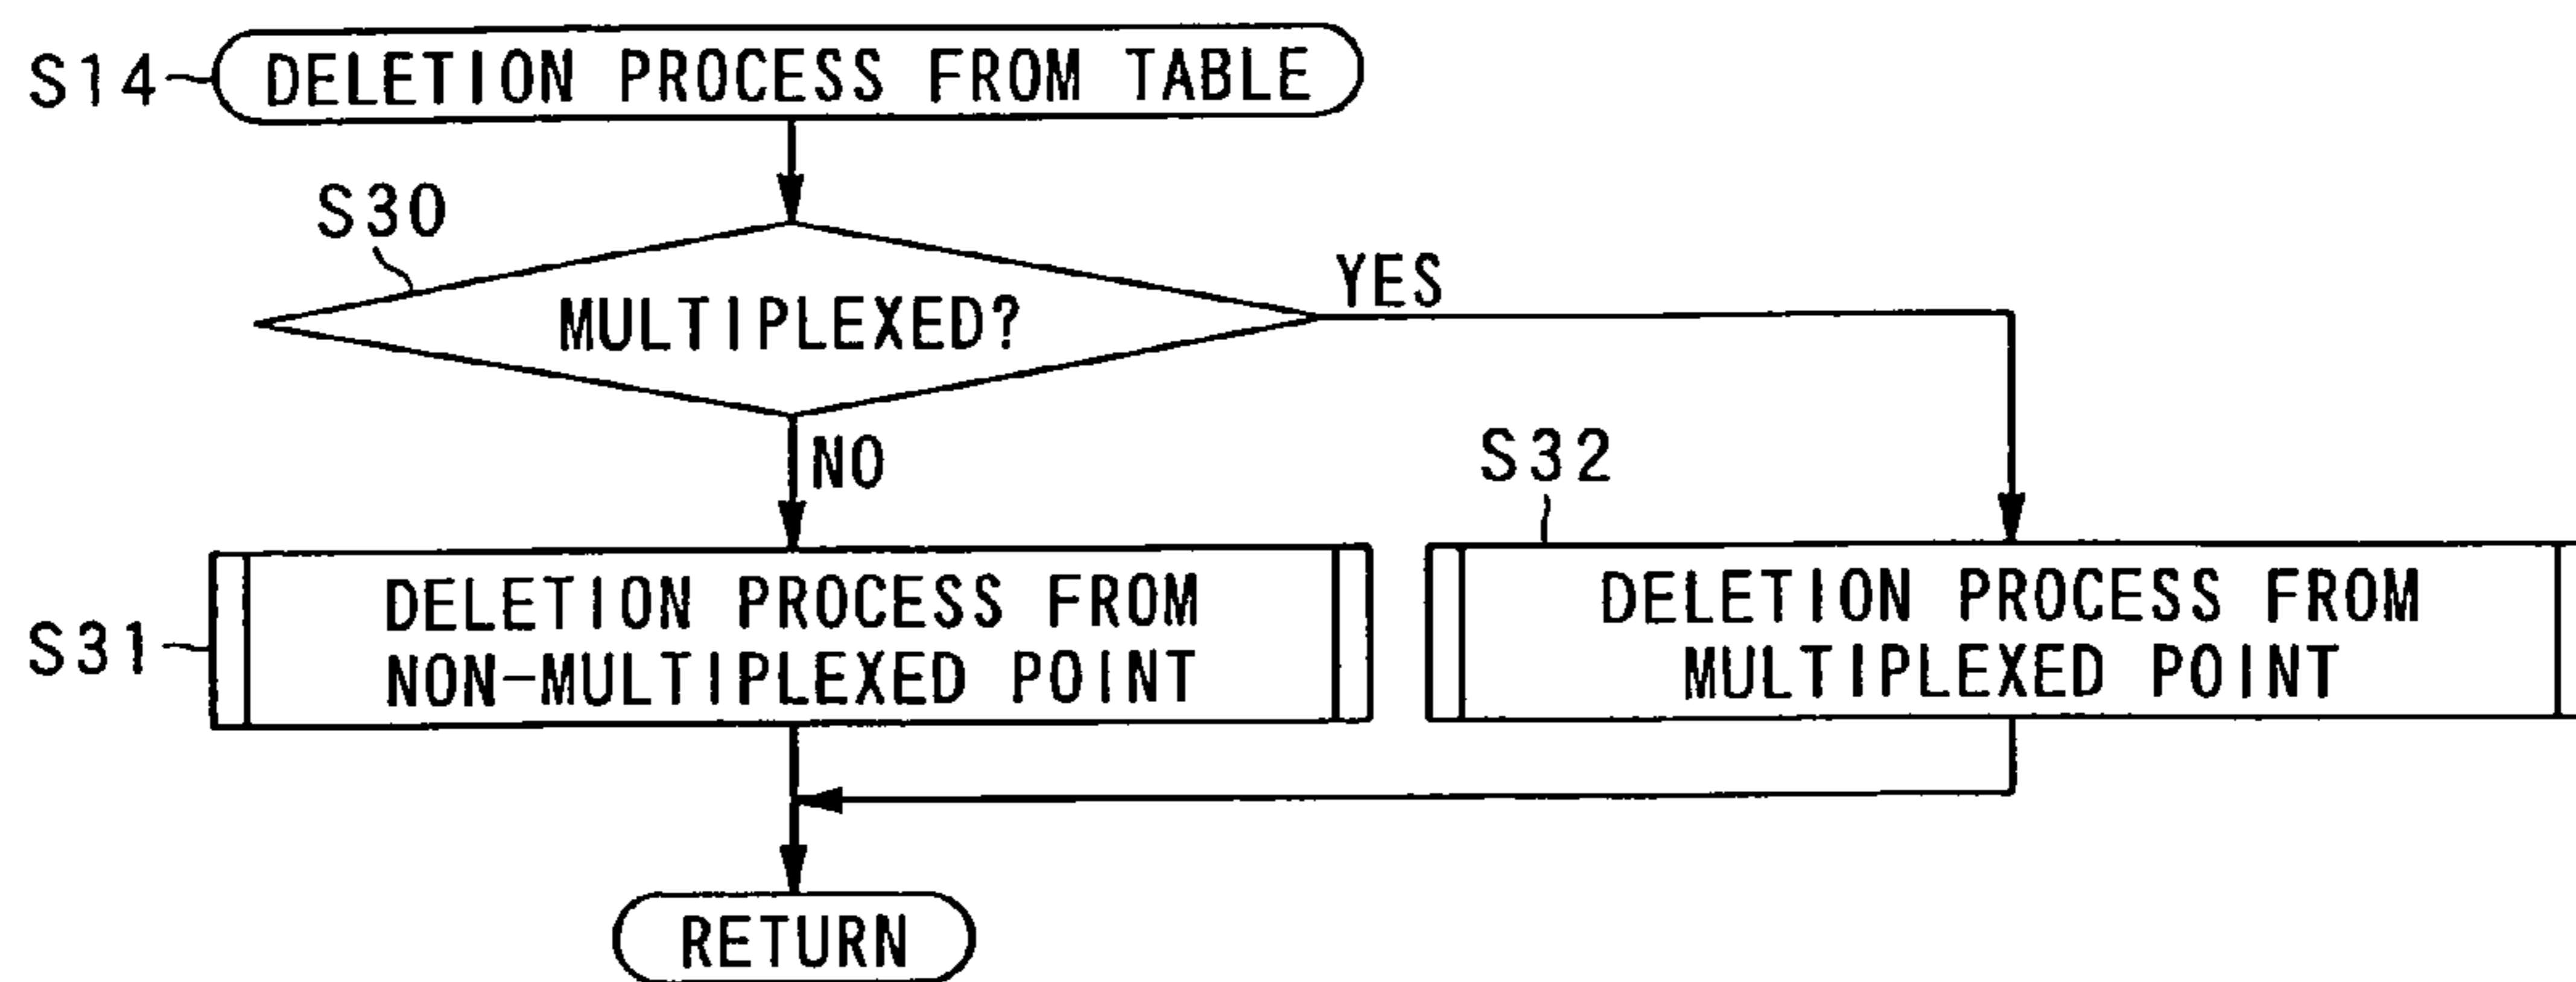 S14 DELETION PROCESS FROM TABLE
S30
MULTIPLEXED?
YES
NO
S31
DELETION PROCESS FROM
NON-MULTIPLEXED POINT
S32
DELETION PROCESS FROM
MULTIPLEXED POINT
RETURN